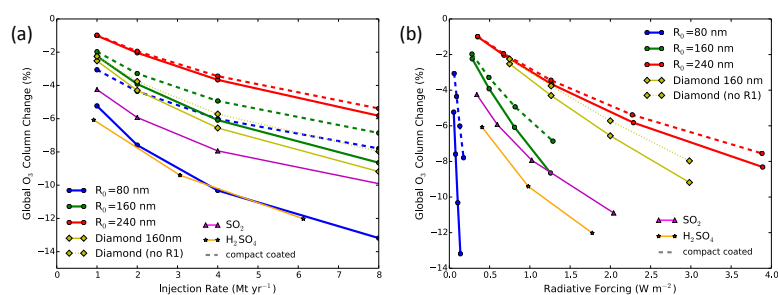 (a)
0
−2
−4
−6
−8
−10
−12
−14
Global O₃ Column Change (%)
R₀=80 nm
R₀=160 nm
R₀=240 nm
Diamond 160nm
Diamond (no R1)
SO₂
H₂SO₄
compact coated
0 1 2 3 4 5 6 7 8
Injection Rate (Mt yr⁻¹)
(b)
0
−2
−4
−6
−8
−10
−12
−14
Global O₃ Column Change (%)
R₀=80 nm
R₀=160 nm
R₀=240 nm
Diamond 160 nm
Diamond (no R1)
SO₂
H₂SO₄
compact coated
0.0 0.5 1.0 1.5 2.0 2.5 3.0 3.5 4.0
Radiative Forcing (W m⁻²)